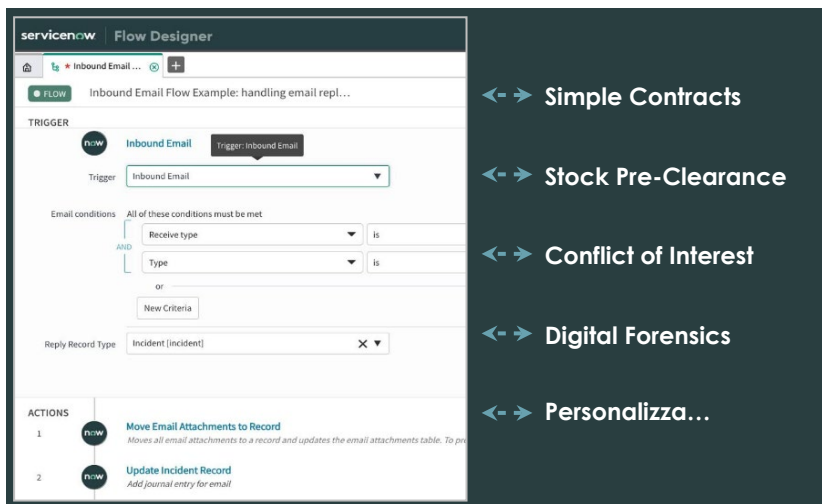 servicenow Flow Designer
* Inbound Email ...
FLOW Inbound Email Flow Example: handling email repl...
TRIGGER
now Inbound Email
Trigger: Inbound Email
Trigger Inbound Email
Email conditions All of these conditions must be met
Receive type is
AND
Type is
or
New Criteria
Reply Record Type Incident [incident]
ACTIONS
1 now Move Email Attachments to Record
Moves all email attachments to a record and updates the email attachments table. To pre
2 now Update Incident Record
Add journal entry for email
Simple Contracts
Stock Pre-Clearance
Conflict of Interest
Digital Forensics
Personalizza...